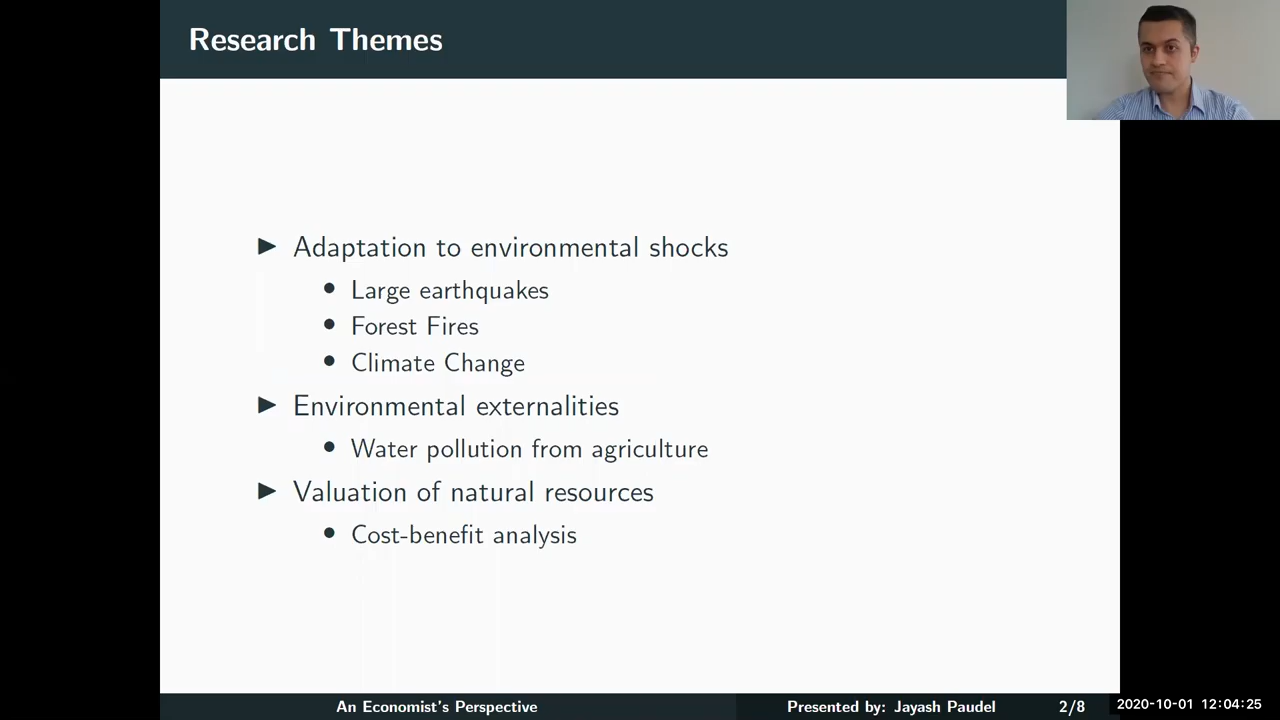 Research Themes
Adaptation to environmental shocks
Large earthquakes
Forest Fires
Climate Change
Environmental externalities
Water pollution from agriculture
Valuation of natural resources
Cost-benefit analysis
An Economist's Perspective
Presented by: Jayash Paudel
2/8
2020-10-01 12:04:25